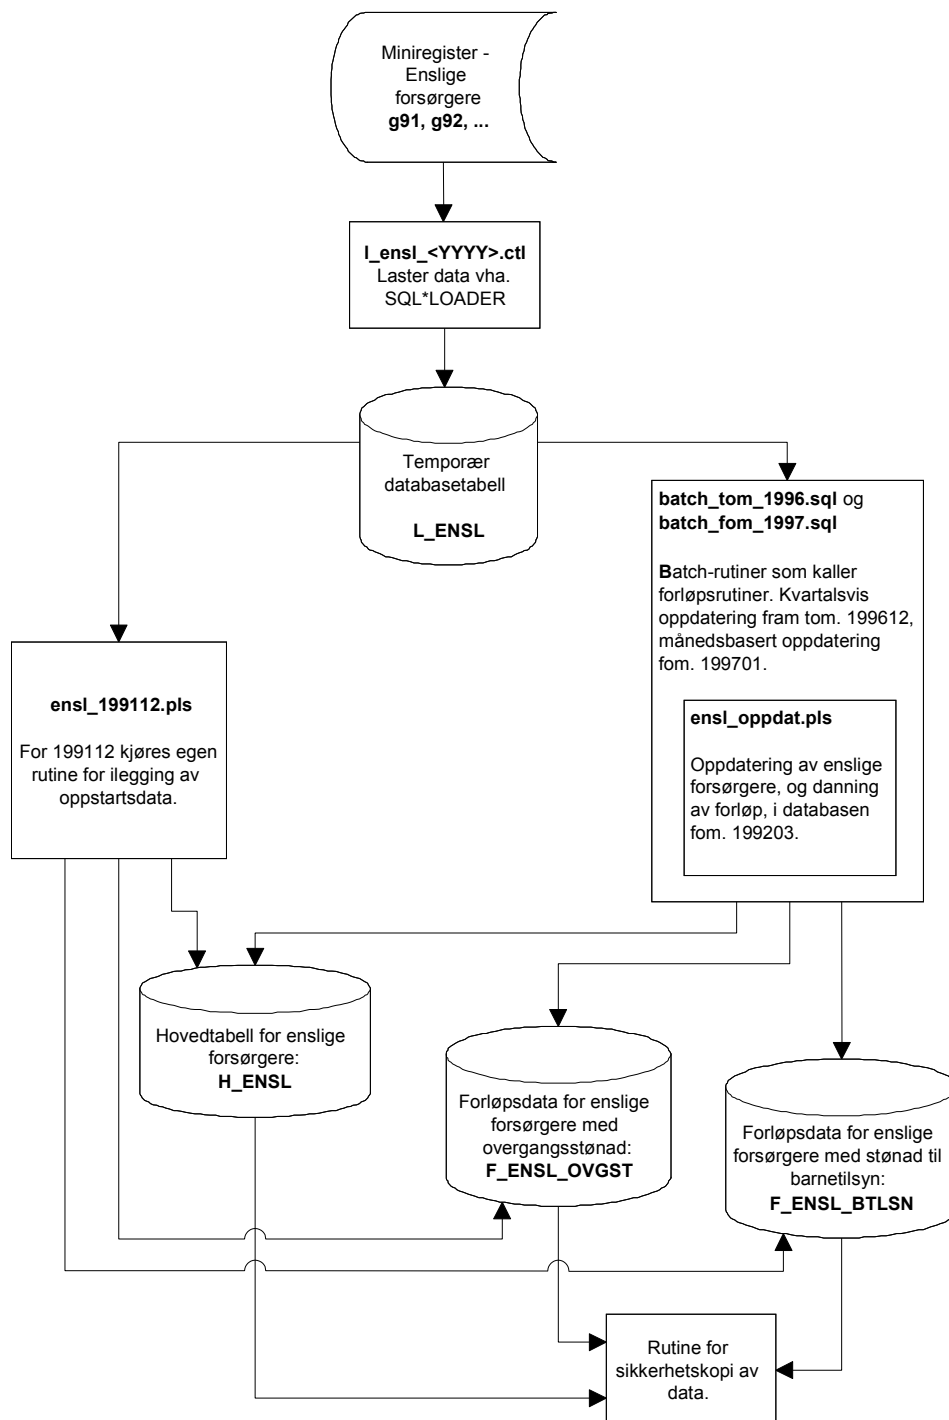 Miniregister -
Enslige
forsørgere
g91, g92, ...
l_ensl_<YYYY>.ctl
Laster data vha.
SQL*LOADER
Temporær
databasetabell
L_ENSL
batch_tom_1996.sql og
batch_fom_1997.sql
Batch-rutiner som kaller
forløpsrutiner. Kvartalsvis
oppdatering fram tom. 199612,
månedsbasert oppdatering
fom. 199701.
ensl_oppdat.pls
Oppdatering av enslige
forsørgere, og danning
av forløp, i databasen
fom. 199203.
ensl_199112.pls
For 199112 kjøres egen
rutine for ilegging av
oppstartsdata.
Hovedtabell for enslige
forsørgere:
H_ENSL
Forløpsdata for enslige
forsørgere med
overgangsstønad:
F_ENSL_OVGST
Forløpsdata for enslige
forsørgere med stønad til
barnetilsyn:
F_ENSL_BTLSN
Rutine for
sikkerhetskopi av
data.